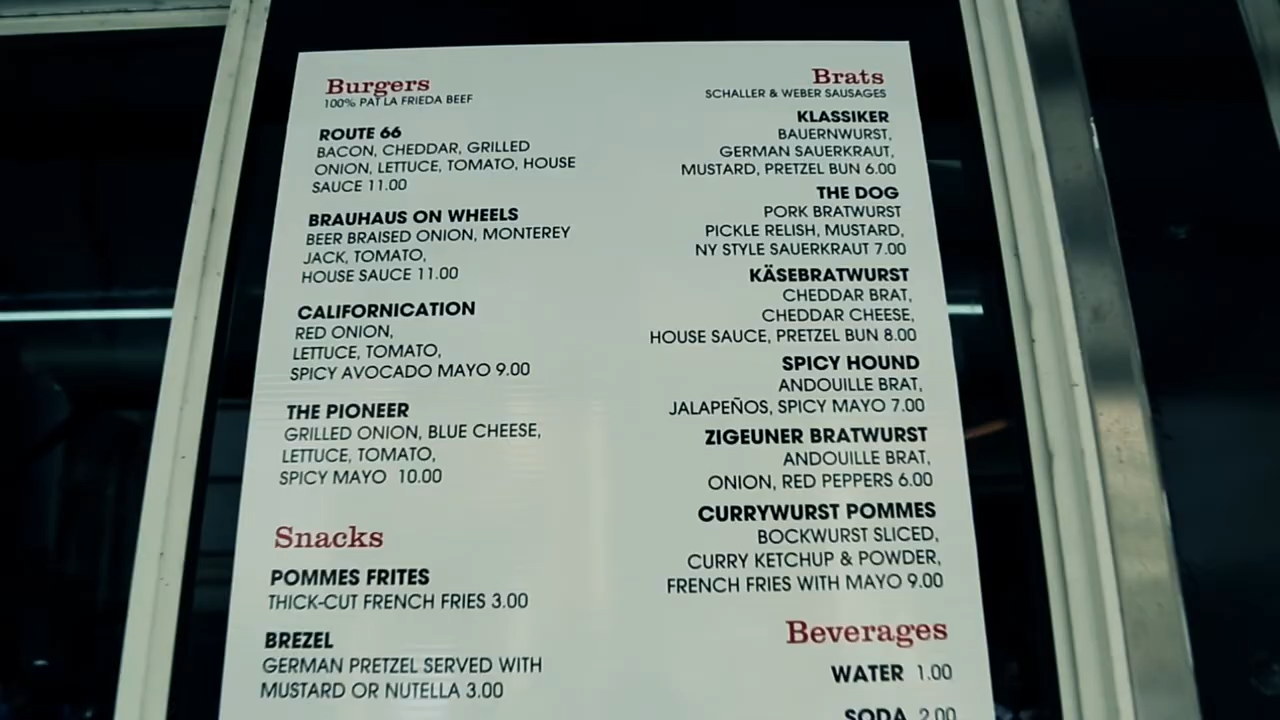 Burgers
100% PAT LA FRIEDA BEEF
ROUTE 66
BACON, CHEDDAR, GRILLED
ONION, LETTUCE, TOMATO, HOUSE
SAUCE 11.00
BRAUHAUS ON WHEELS
BEER BRAISED ONION, MONTEREY
JACK, TOMATO,
HOUSE SAUCE 11.00
CALIFORNICATION
RED ONION,
LETTUCE, TOMATO,
SPICY AVOCADO MAYO 9.00
THE PIONEER
GRILLED ONION, BLUE CHEESE,
LETTUCE, TOMATO,
SPICY MAYO 10.00
Snacks
POMMES FRITES
THICK-CUT FRENCH FRIES 3.00
BREZEL
GERMAN PRETZEL SERVED WITH
MUSTARD OR NUTELLA 3.00
Brats
SCHALLER & WEBER SAUSAGES
KLASSIKER
BAUERNWURST,
GERMAN SAUERKRAUT,
MUSTARD, PRETZEL BUN 6.00
THE DOG
PORK BRATWURST
PICKLE RELISH, MUSTARD,
NY STYLE SAUERKRAUT 7.00
KÄSEBRATWURST
CHEDDAR BRAT,
CHEDDAR CHEESE,
HOUSE SAUCE, PRETZEL BUN 8.00
SPICY HOUND
ANDOUILLE BRAT,
JALAPEÑOS, SPICY MAYO 7.00
ZIGEUNER BRATWURST
ANDOUILLE BRAT,
ONION, RED PEPPERS 6.00
CURRYWURST POMMES
BOCKWURST SLICED,
CURRY KETCHUP & POWDER,
FRENCH FRIES WITH MAYO 9.00
Beverages
WATER 1.00
SODA 2.00